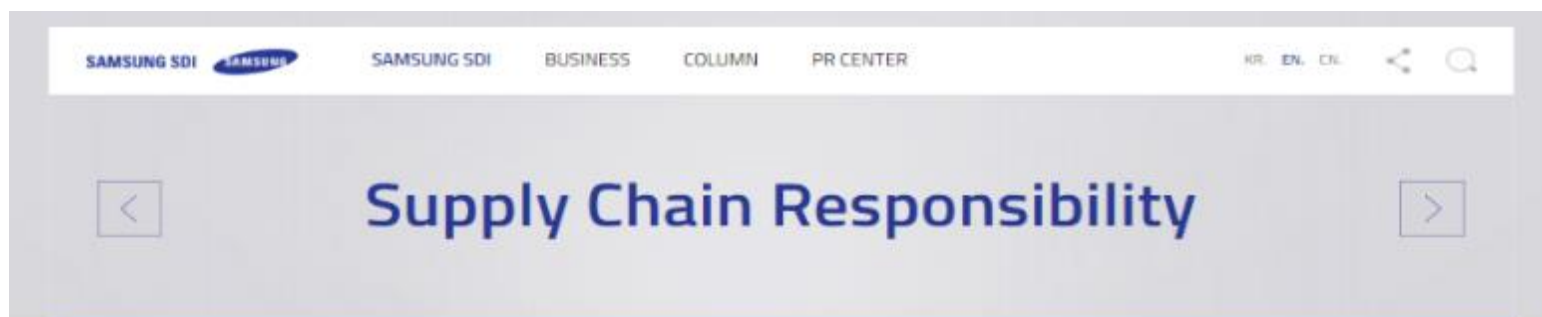 SAMSUNG SDI SAMSUNG SAMSUNG SDI BUSINESS COLUMN PR CENTER KR. EN. CN.
Supply Chain Responsibility